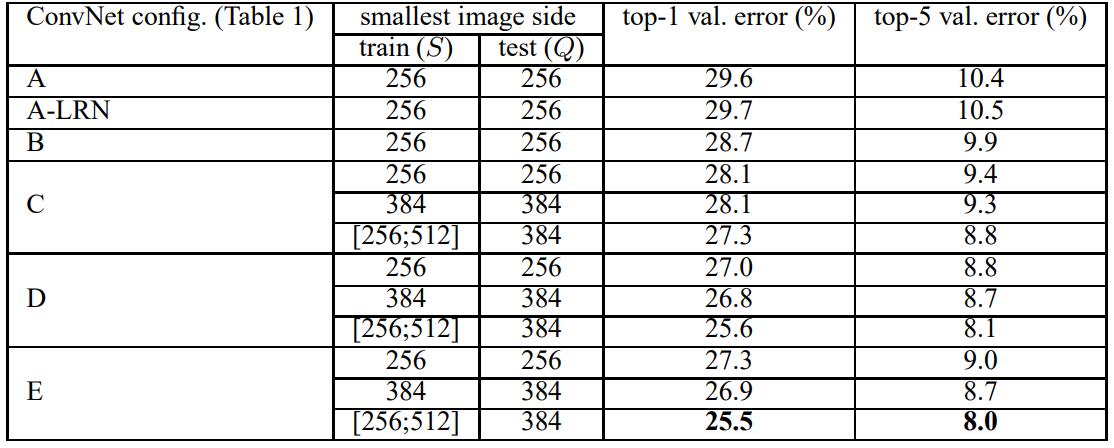 ConvNet config. (Table 1) smallest image side top-1 val. error (%) top-5 val. error (%)
train (S) test (Q)
A 256 256 29.6 10.4
A-LRN 256 256 29.7 10.5
B 256 256 28.7 9.9
C 256 256 28.1 9.4
384 384 28.1 9.3
[256;512] 384 27.3 8.8
D 256 256 27.0 8.8
384 384 26.8 8.7
[256;512] 384 25.6 8.1
E 256 256 27.3 9.0
384 384 26.9 8.7
[256;512] 384 25.5 8.0